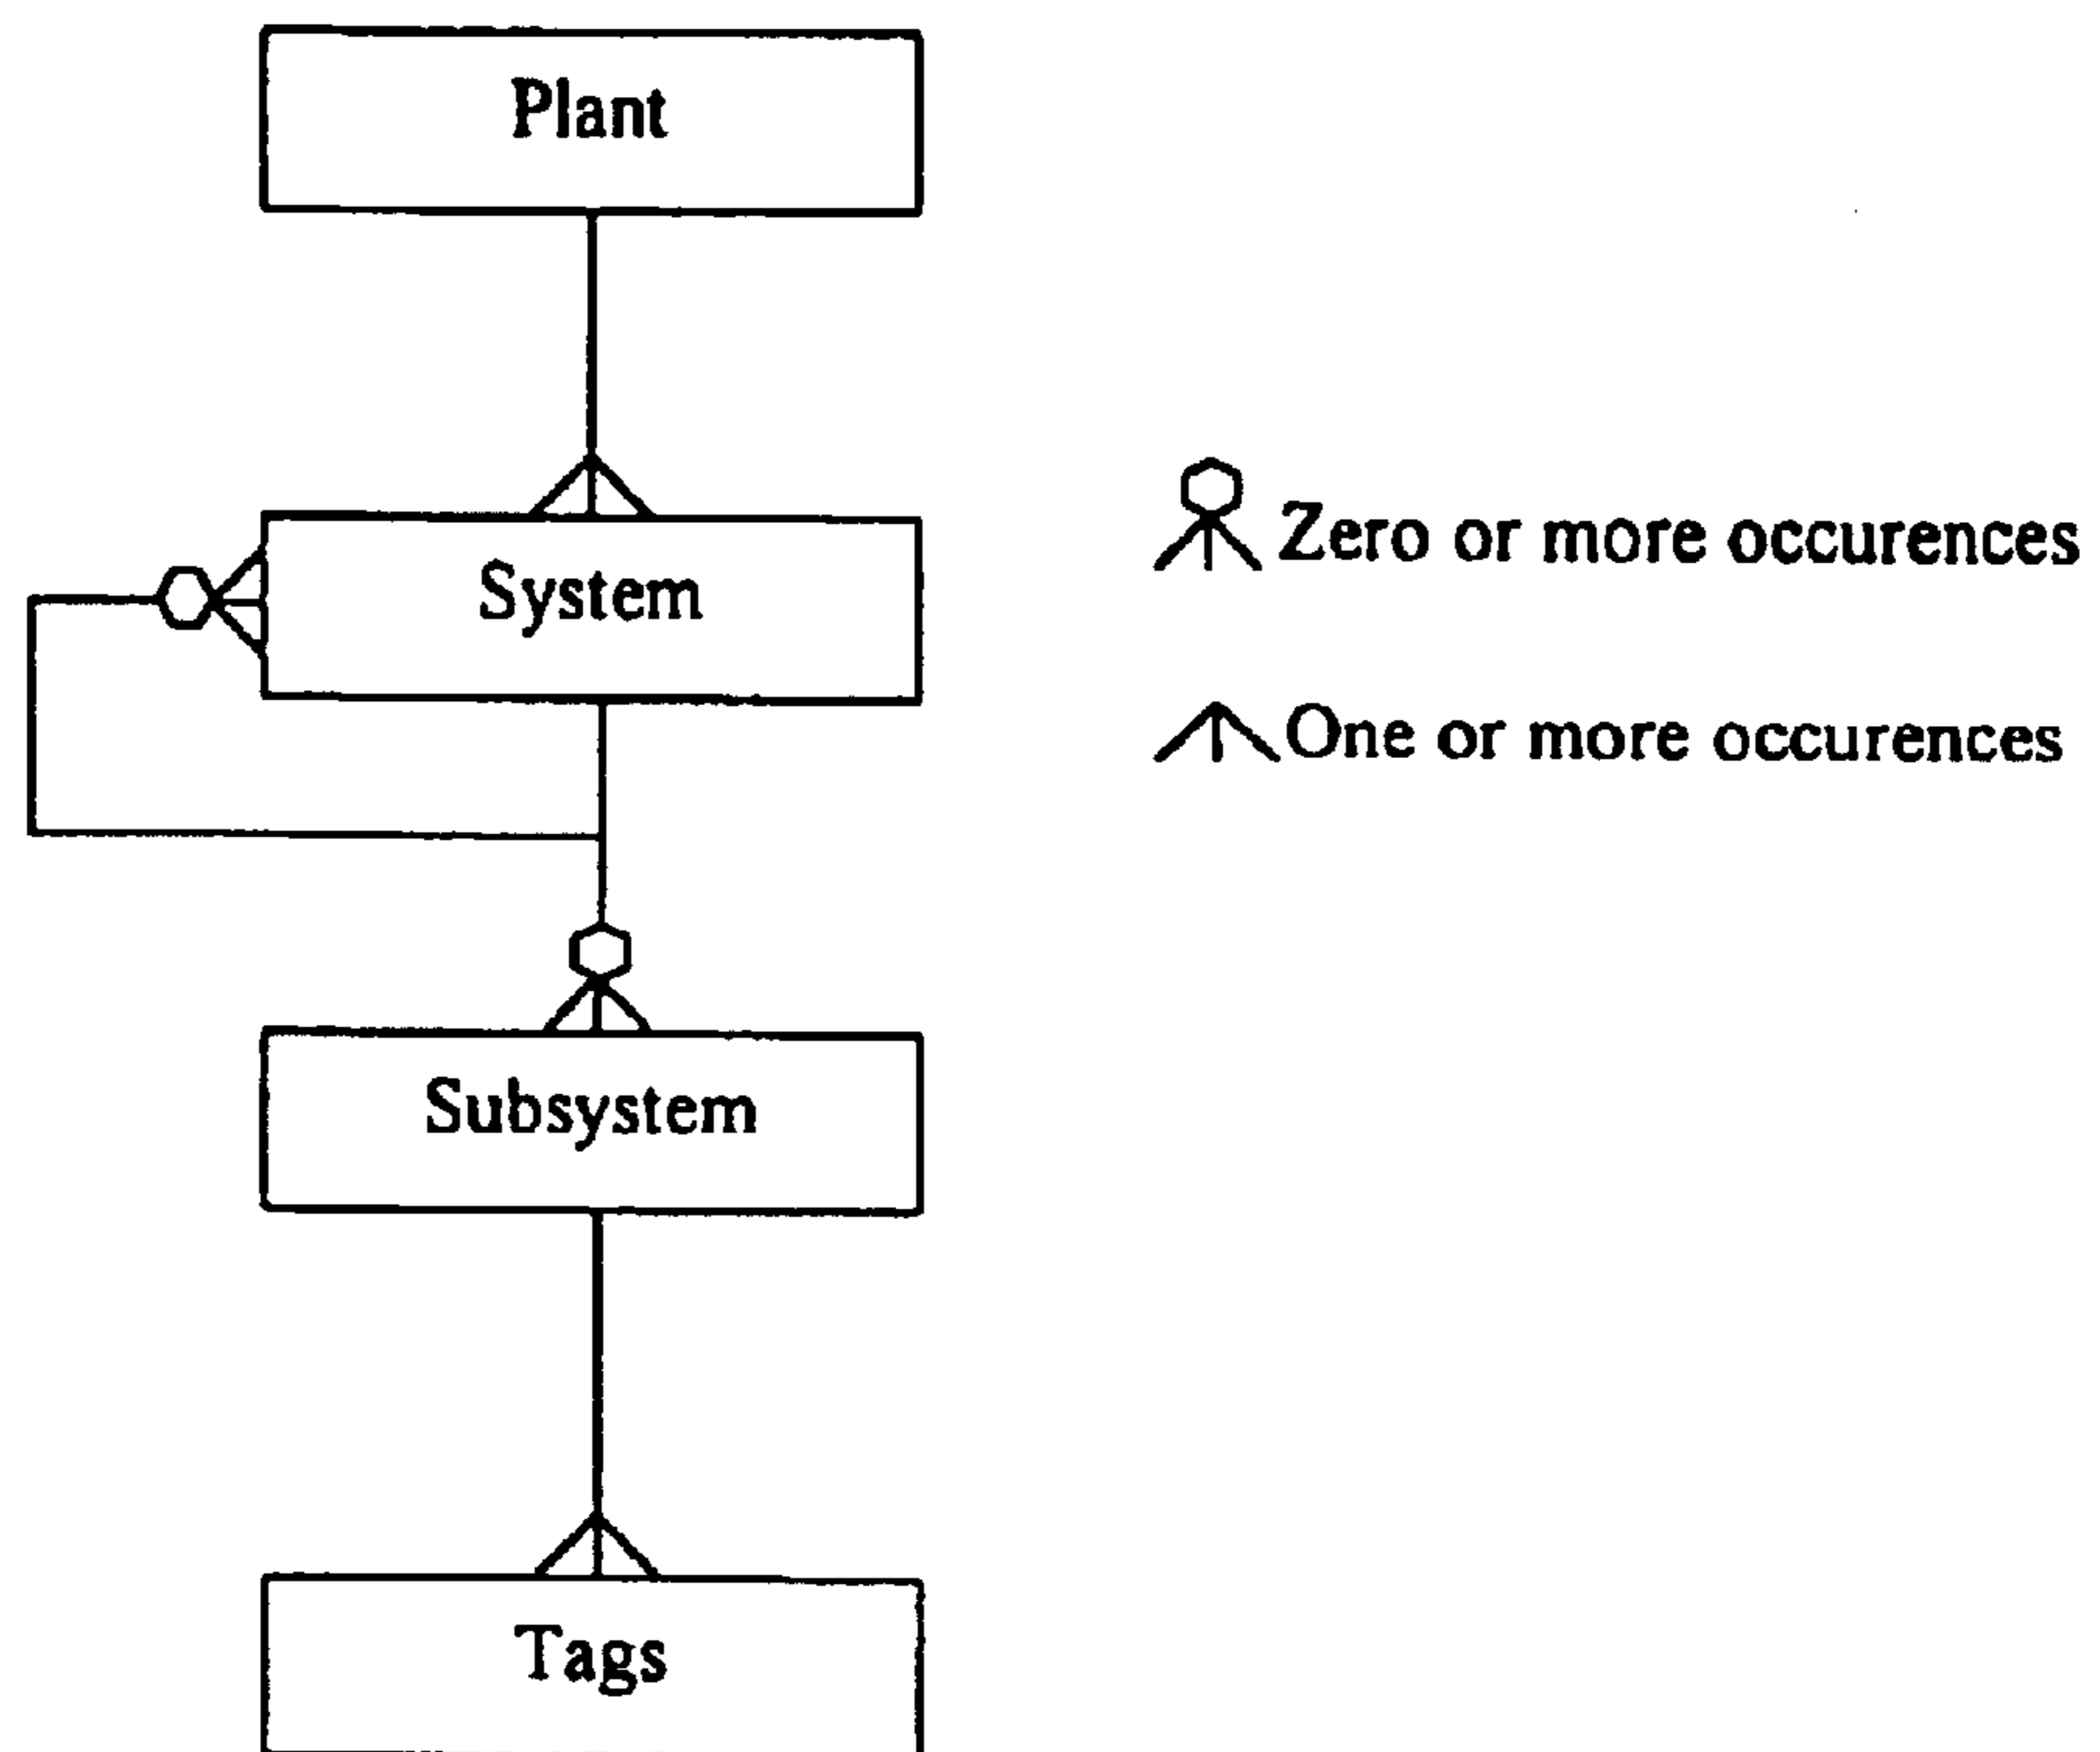 Plant
System
Zero or more occurences
One or more occurences
Subsystem
Tags